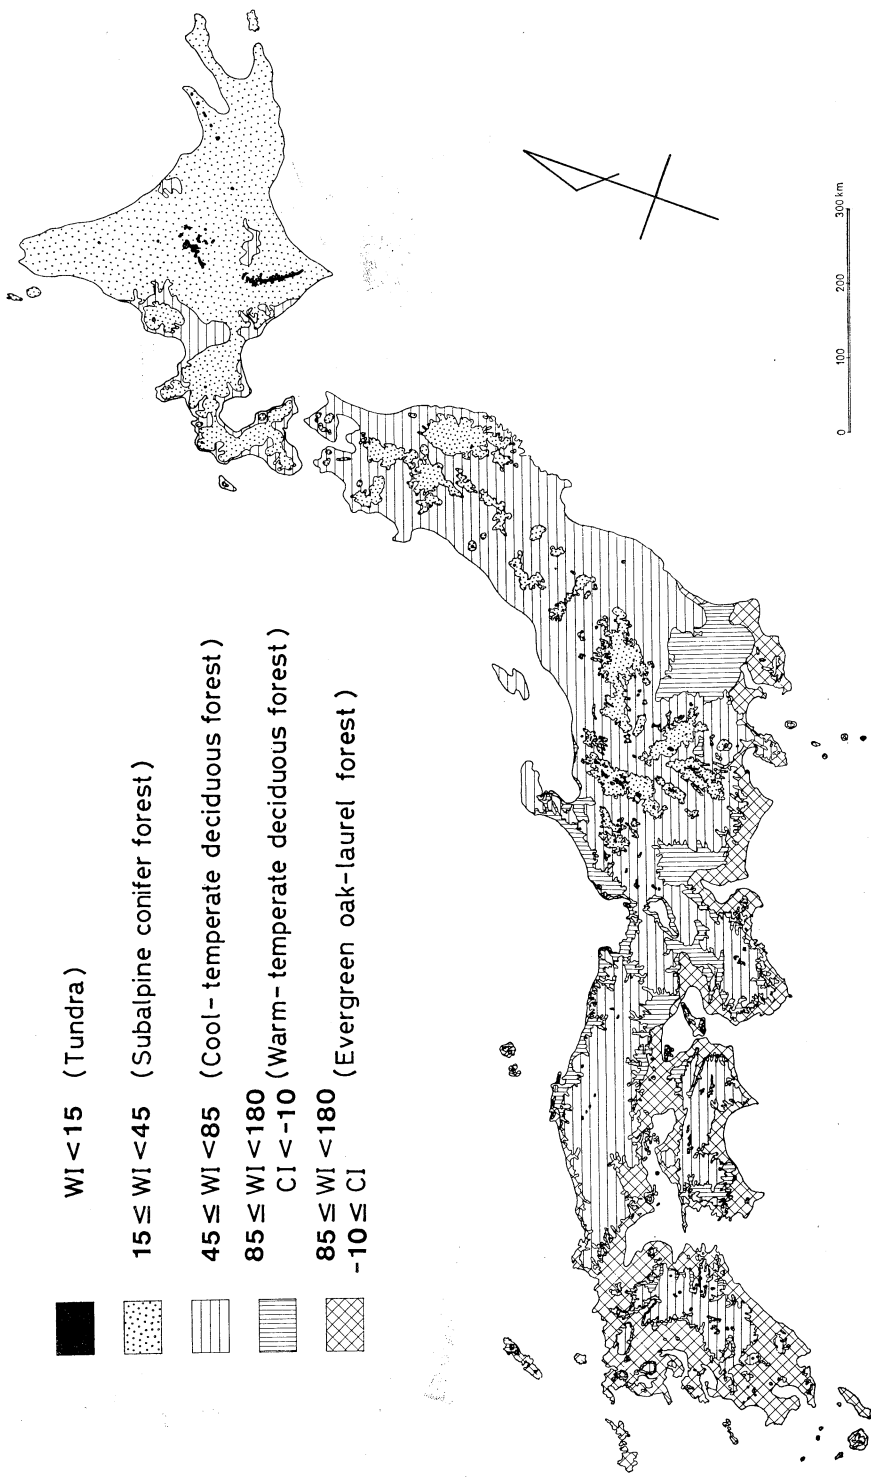 WI < 15 (Tundra)
15 ≤ WI < 45 (Subalpine conifer forest)
45 ≤ WI < 85 (Cool-temperate deciduous forest)
85 ≤ WI < 180
CI < -10 (Warm-temperate deciduous forest)
85 ≤ WI < 180
-10 ≤ CI (Evergreen oak-laurel forest)
0 100 200 300 km